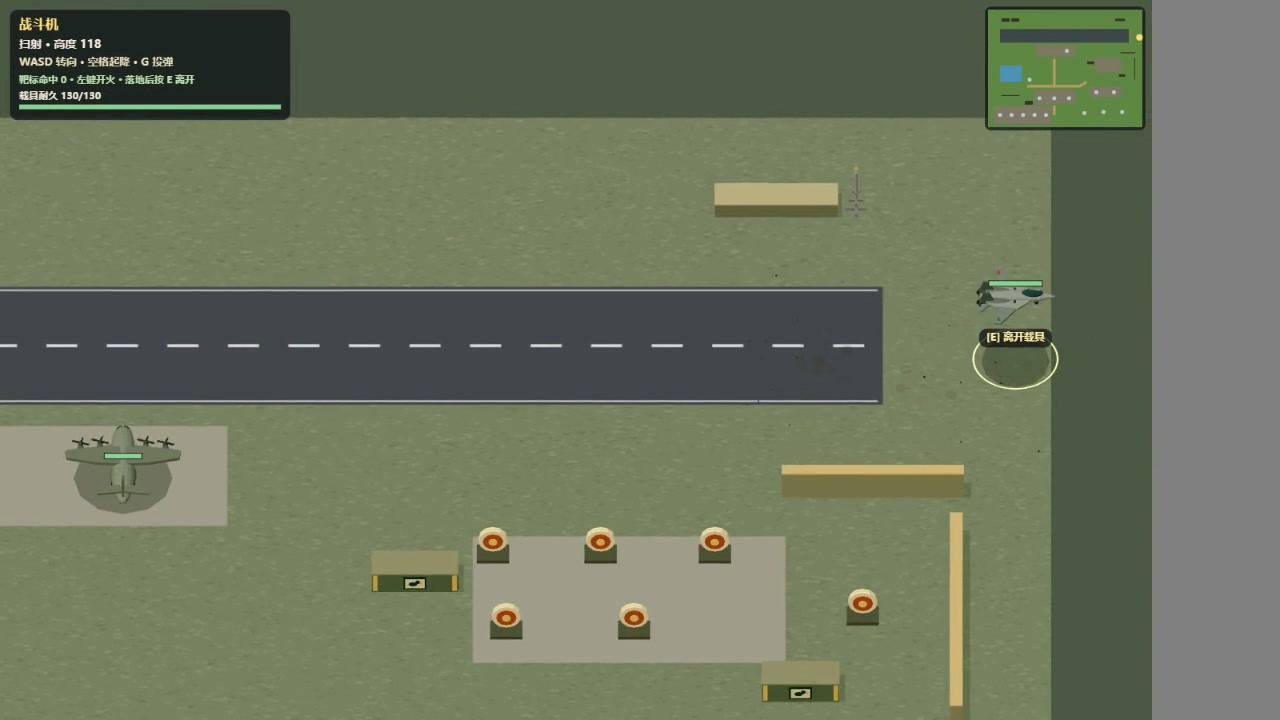 战斗机
扫射 • 高度 118
WASD 转向 • 空格起降 • G 投弹
靶标命中 0 • 左键开火 • 落地后按 E 离开
载具耐久 130/130
[E] 离开载具